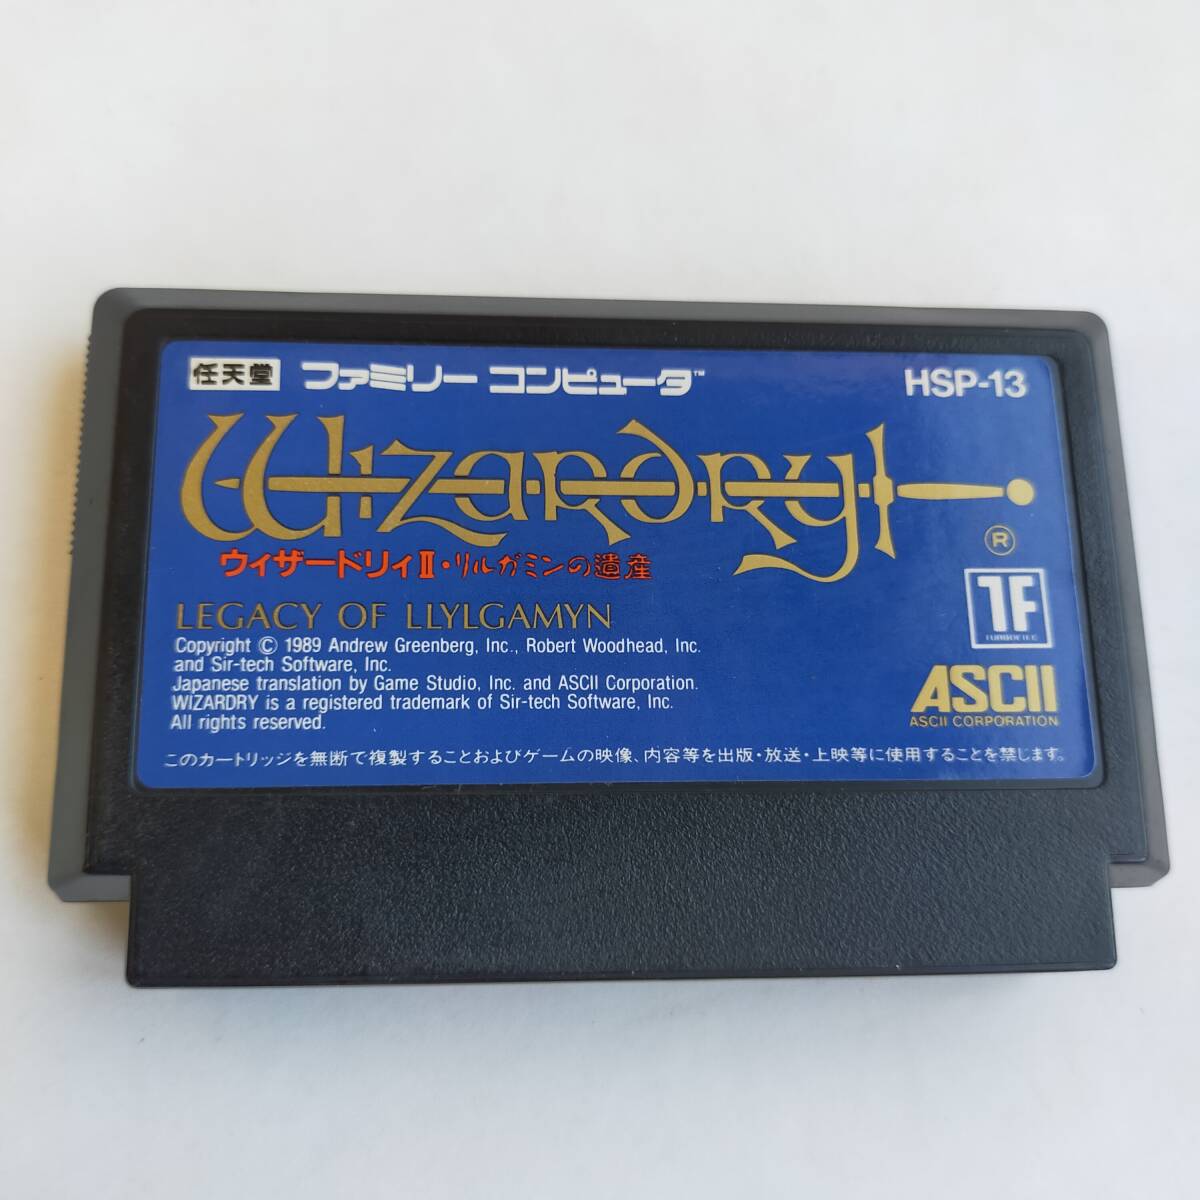 任天堂 ファミリー コンピュータ™ HSP-13
Wizardry
®
ウィザードリィⅡ・リルガミンの遺産
LEGACY OF LLYLGAMYN
Copyright © 1989 Andrew Greenberg, Inc., Robert Woodhead, Inc.
and Sir-tech Software, Inc.
Japanese translation by Game Studio, Inc. and ASCII Corporation.
WIZARDRY is a registered trademark of Sir-tech Software, Inc.
All rights reserved.
TF
TURBOFILE
ASCII
ASCII CORPORATION
このカートリッジを無断で複製することおよびゲームの映像、内容等を出版・放送・上映等に使用することを禁じます。